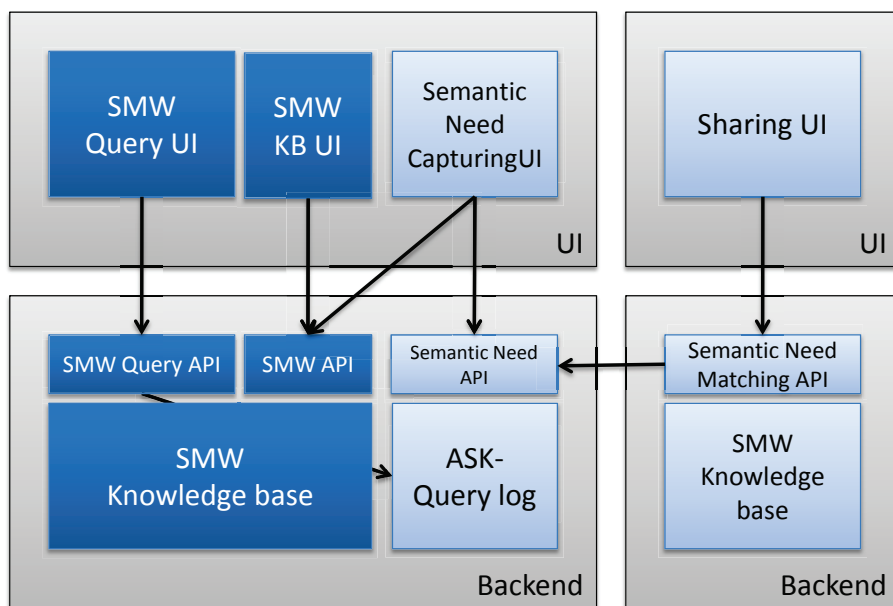 SMW
Query UI
SMW
KB UI
Semantic
Need
CapturingUI
UI
Sharing UI
UI
SMW Query API
SMW API
Semantic Need
API
SMW
Knowledge base
ASK-
Query log
Backend
Semantic Need
Matching API
SMW
Knowledge
base
Backend